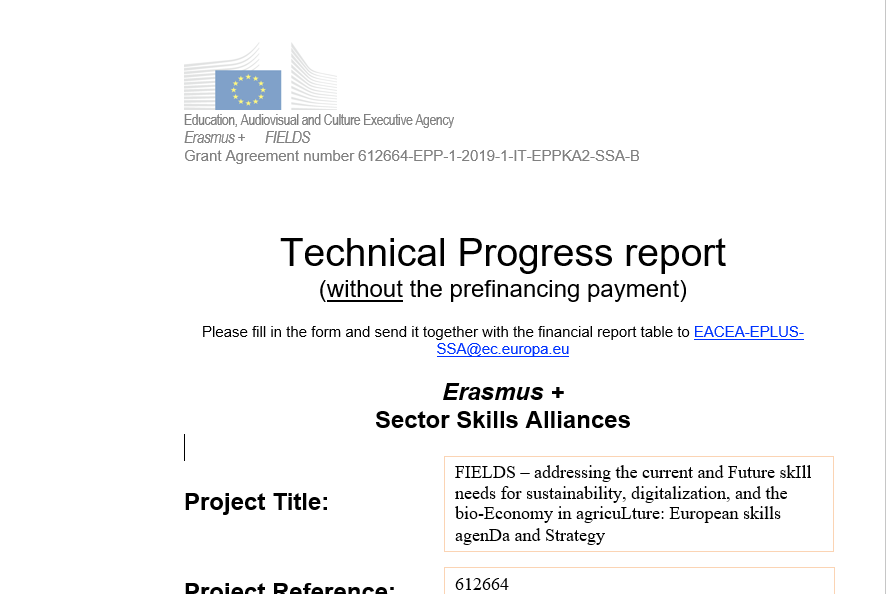 Education, Audiovisual and Culture Executive Agency
Erasmus + FIELDS
Grant Agreement number 612664-EPP-1-2019-1-IT-EPPKA2-SSA-B
Technical Progress report
(without the prefinancing payment)
Please fill in the form and send it together with the financial report table to EACEA-EPLUS-
SSA@ec.europa.eu
Erasmus +
Sector Skills Alliances
Project Title:
FIELDS – addressing the current and Future skIll
needs for sustainability, digitalization, and the
bio-Economy in agricuLture: European skills
agenDa and Strategy
Project Reference:
612664